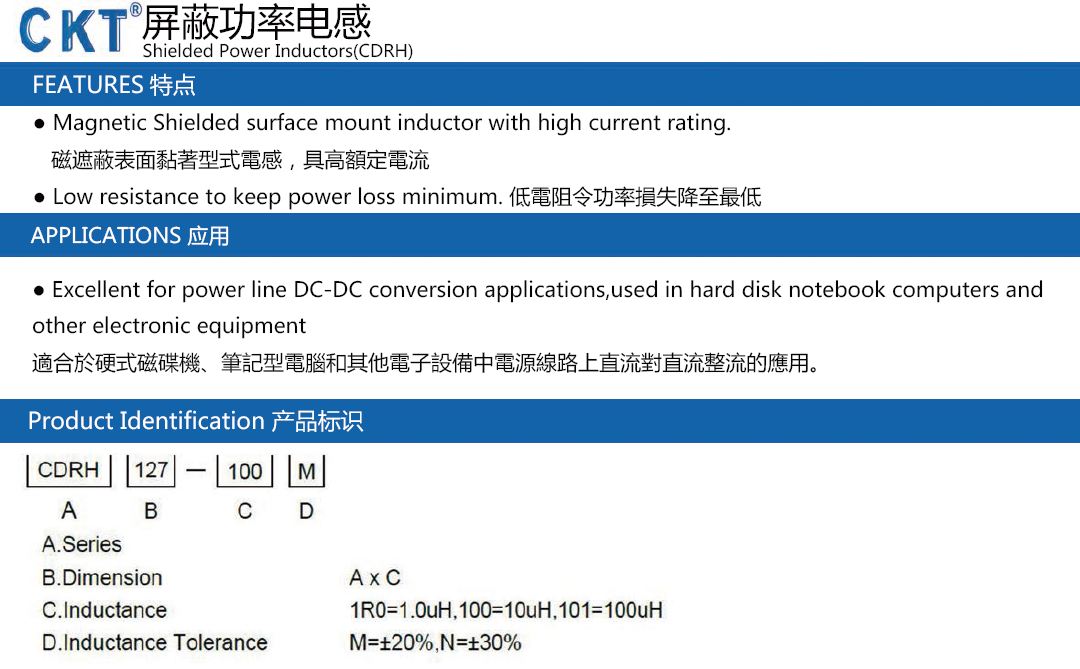 CKT® 屏蔽功率电感
Shielded Power Inductors(CDRH)
FEATURES 特点
● Magnetic Shielded surface mount inductor with high current rating.
磁遮蔽表面黏著型式電感，具高額定電流
● Low resistance to keep power loss minimum. 低電阻令功率損失降至最低
APPLICATIONS 应用
● Excellent for power line DC-DC conversion applications,used in hard disk notebook computers and
other electronic equipment
適合於硬式磁碟機、筆記型電腦和其他電子設備中電源線路上直流對直流整流的應用。
Product Identification 产品标识
CDRH 127 — 100 M
A B C D
A.Series
B.Dimension A x C
C.Inductance 1R0=1.0uH,100=10uH,101=100uH
D.Inductance Tolerance M=±20%,N=±30%